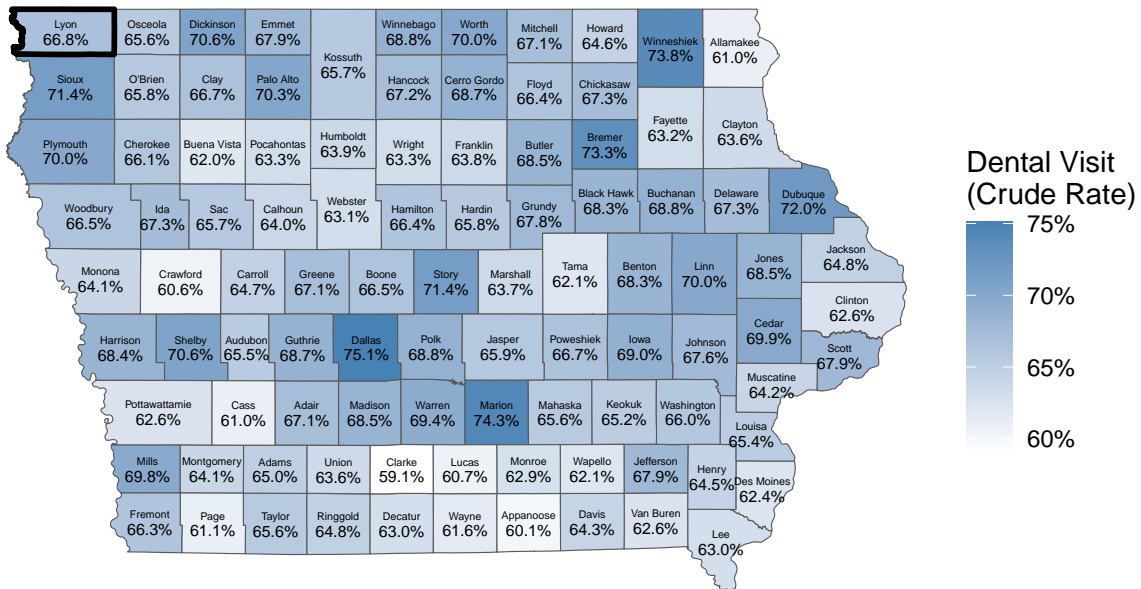 Lyon
66.8%
Osceola
65.6%
Dickinson
70.6%
Emmet
67.9%
Kossuth
65.7%
Winnebago
68.8%
Worth
70.0%
Mitchell
67.1%
Howard
64.6%
Winneshiek
73.8%
Allamakee
61.0%
Sioux
71.4%
O'Brien
65.8%
Clay
66.7%
Palo Alto
70.3%
Hancock
67.2%
Cerro Gordo
68.7%
Floyd
66.4%
Chickasaw
67.3%
Fayette
63.2%
Clayton
63.6%
Plymouth
70.0%
Cherokee
66.1%
Buena Vista
62.0%
Pocahontas
63.3%
Humboldt
63.9%
Wright
63.3%
Franklin
63.8%
Butler
68.5%
Bremer
73.3%
Woodbury
66.5%
Ida
67.3%
Sac
65.7%
Calhoun
64.0%
Webster
63.1%
Hamilton
66.4%
Hardin
65.8%
Grundy
67.8%
Black Hawk
68.3%
Buchanan
68.8%
Delaware
67.3%
Dubuque
72.0%
Monona
64.1%
Crawford
60.6%
Carroll
64.7%
Greene
67.1%
Boone
66.5%
Story
71.4%
Marshall
63.7%
Tama
62.1%
Benton
68.3%
Linn
70.0%
Jones
68.5%
Jackson
64.8%
Clinton
62.6%
Harrison
68.4%
Shelby
70.6%
Audubon
65.5%
Guthrie
68.7%
Dallas
75.1%
Polk
68.8%
Jasper
65.9%
Poweshiek
66.7%
Iowa
69.0%
Johnson
67.6%
Cedar
69.9%
Scott
67.9%
Muscatine
64.2%
Pottawattamie
62.6%
Cass
61.0%
Adair
67.1%
Madison
68.5%
Warren
69.4%
Marion
74.3%
Mahaska
65.6%
Keokuk
65.2%
Washington
66.0%
Louisa
65.4%
Mills
69.8%
Montgomery
64.1%
Adams
65.0%
Union
63.6%
Clarke
59.1%
Lucas
60.7%
Monroe
62.9%
Wapello
62.1%
Jefferson
67.9%
Henry
64.5%
Des Moines
62.4%
Fremont
66.3%
Page
61.1%
Taylor
65.6%
Ringgold
64.8%
Decatur
63.0%
Wayne
61.6%
Appanoose
60.1%
Davis
64.3%
Van Buren
62.6%
Lee
63.0%
Dental Visit
(Crude Rate)
75%
70%
65%
60%